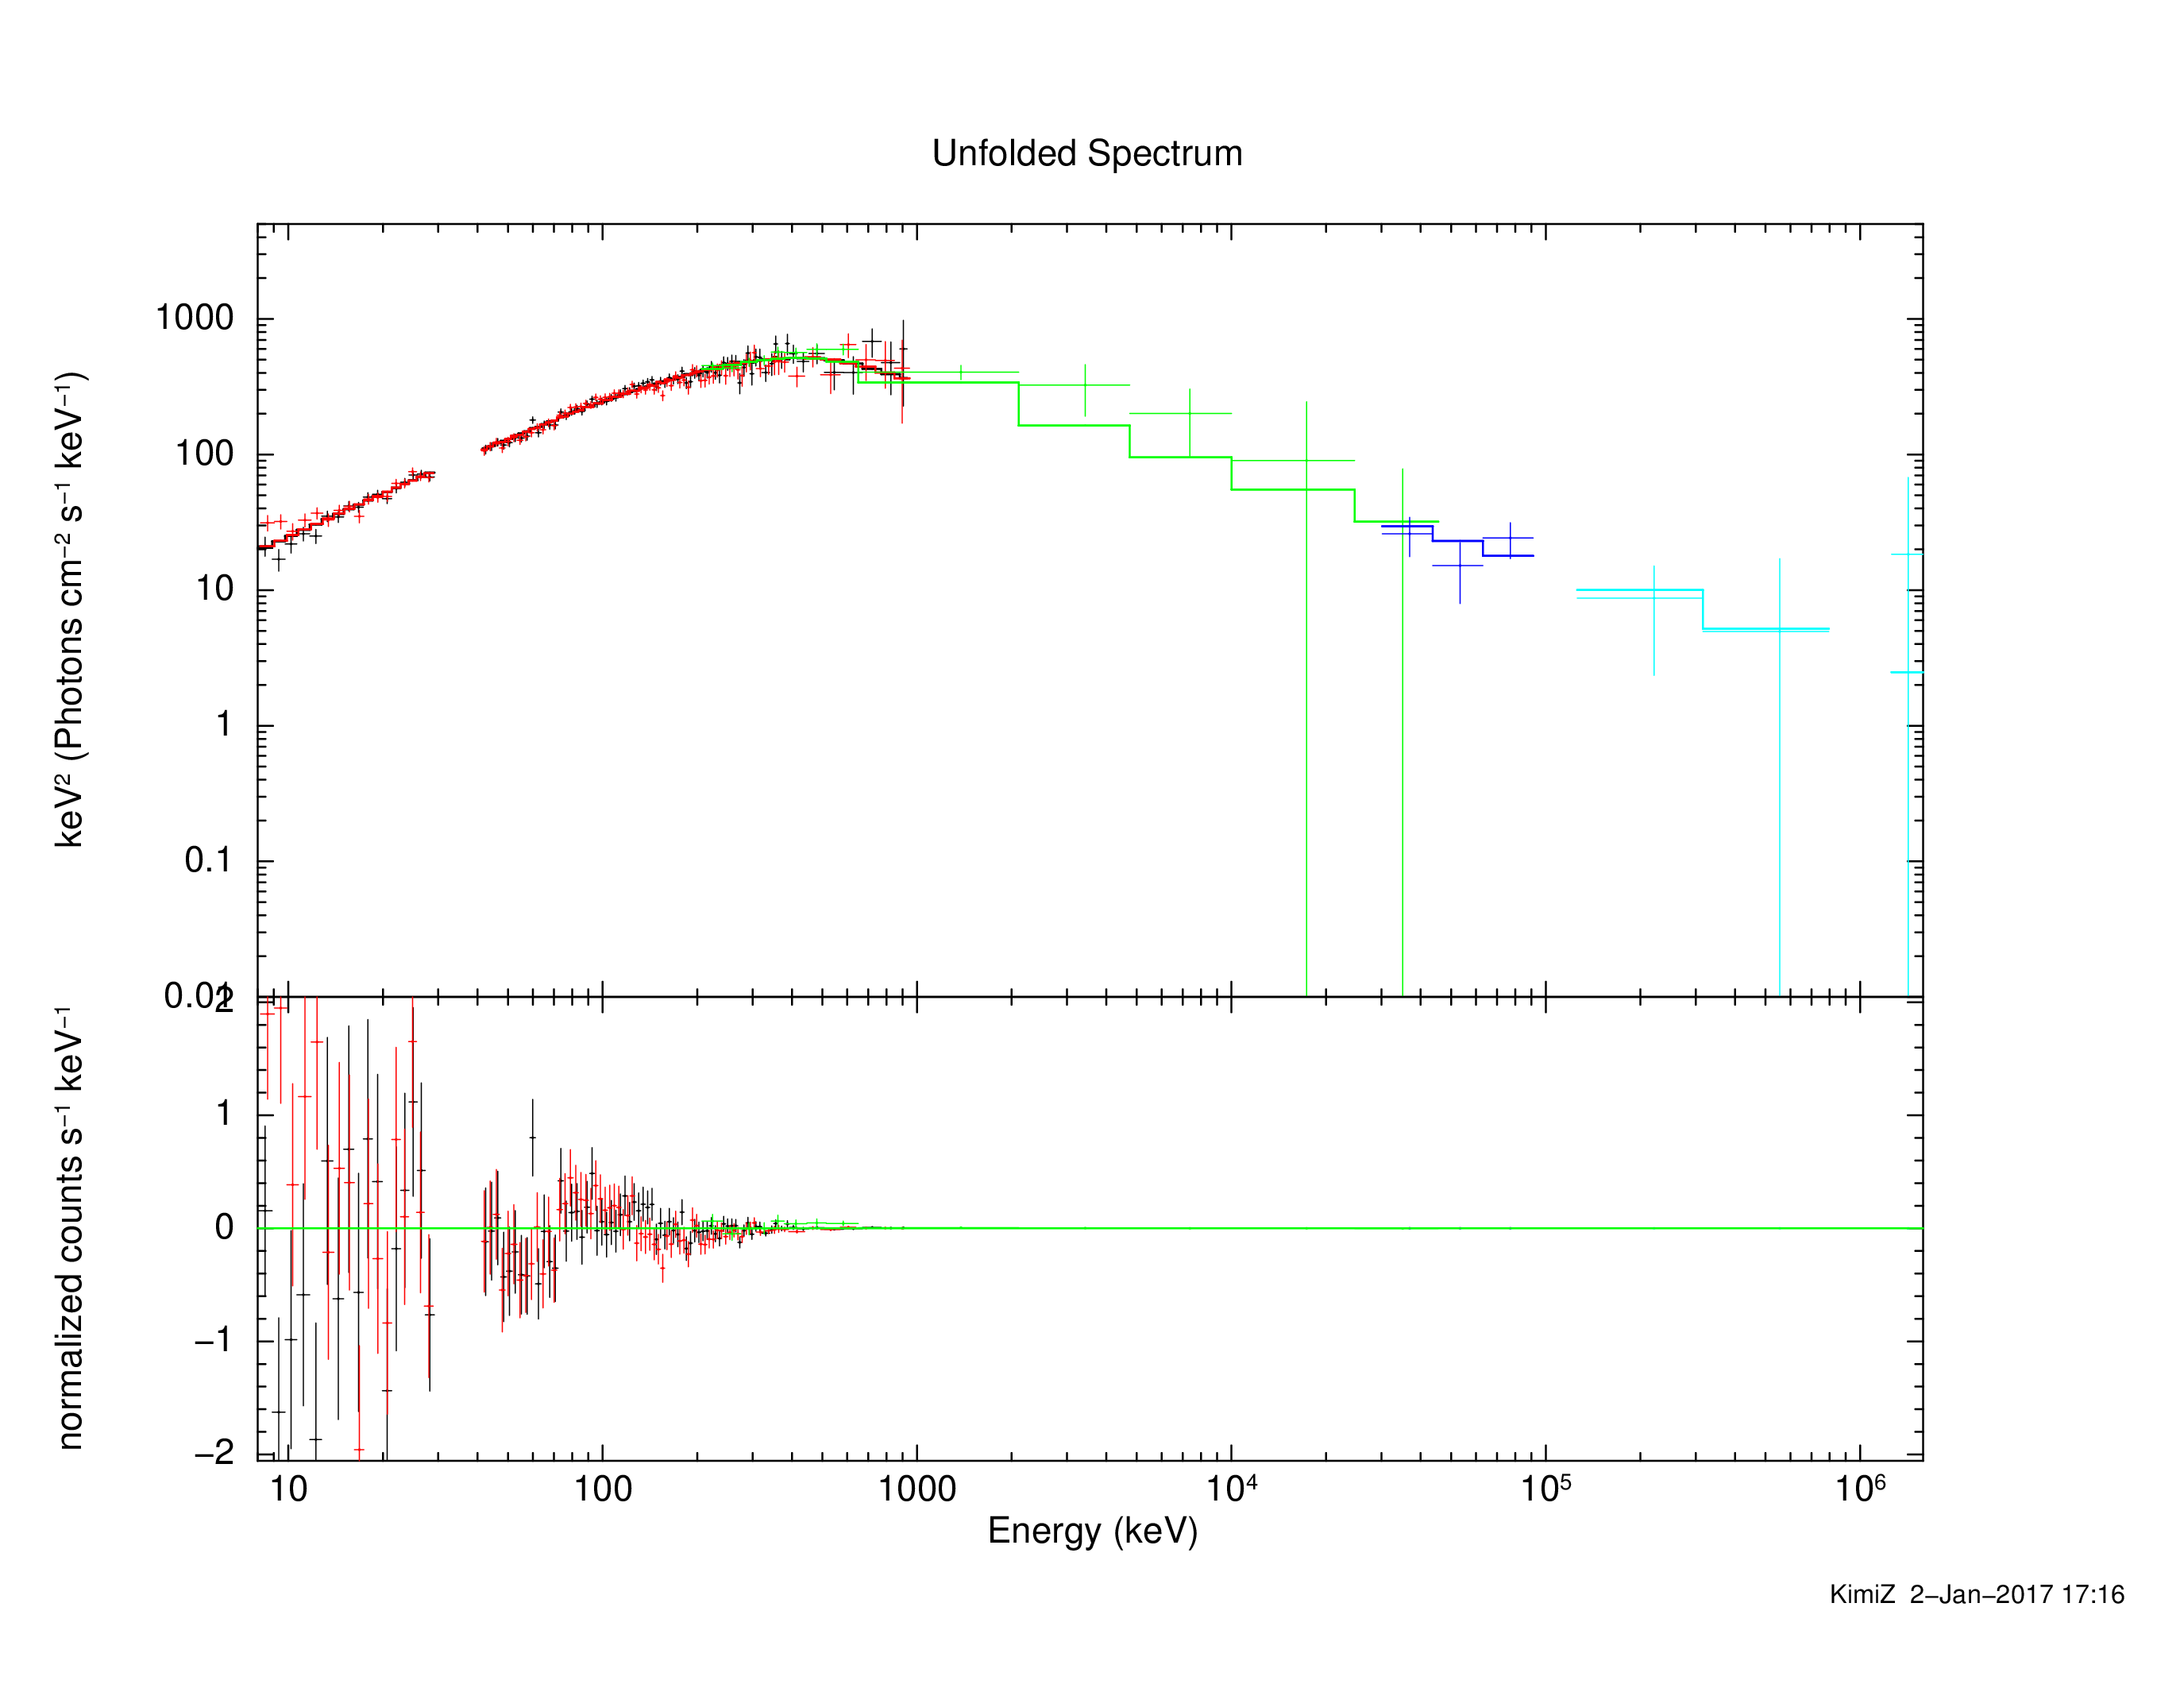 Unfolded Spectrum
keV² (Photons cm−2 s−1 keV−1)
1000
100
10
1
0.1
0.01
normalized counts s−1 keV−1
2
1
0
−1
−2
10 100 1000 10⁴ 10⁵ 10⁶
Energy (keV)
KimiZ 2−Jan−2017 17:16